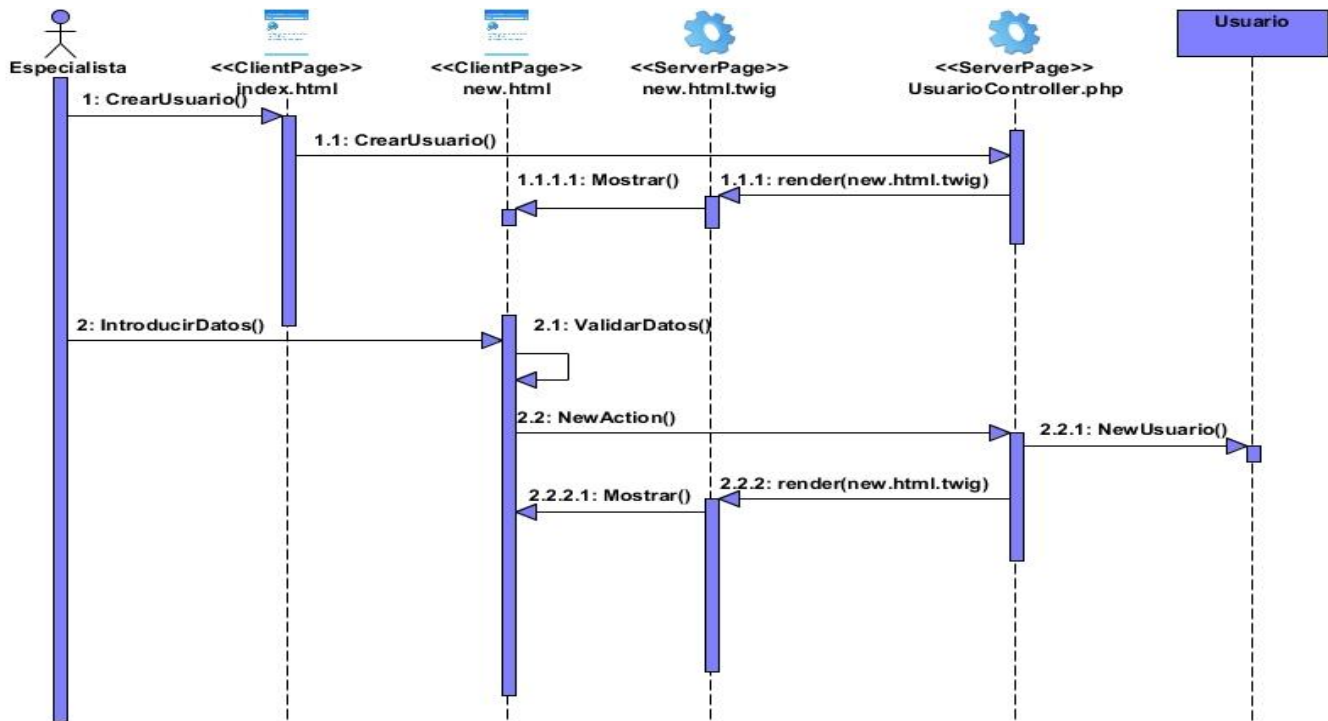 Usuario
Especialista
<<ClientPage>>
index.html
<<ClientPage>>
new.html
<<ServerPage>>
new.html.twig
<<ServerPage>>
UsuarioController.php
1: CrearUsuario()
1.1: CrearUsuario()
1.1.1: render(new.html.twig)
1.1.1.1: Mostrar()
2: IntroducirDatos()
2.1: ValidarDatos()
2.2: NewAction()
2.2.1: NewUsuario()
2.2.2: render(new.html.twig)
2.2.2.1: Mostrar()